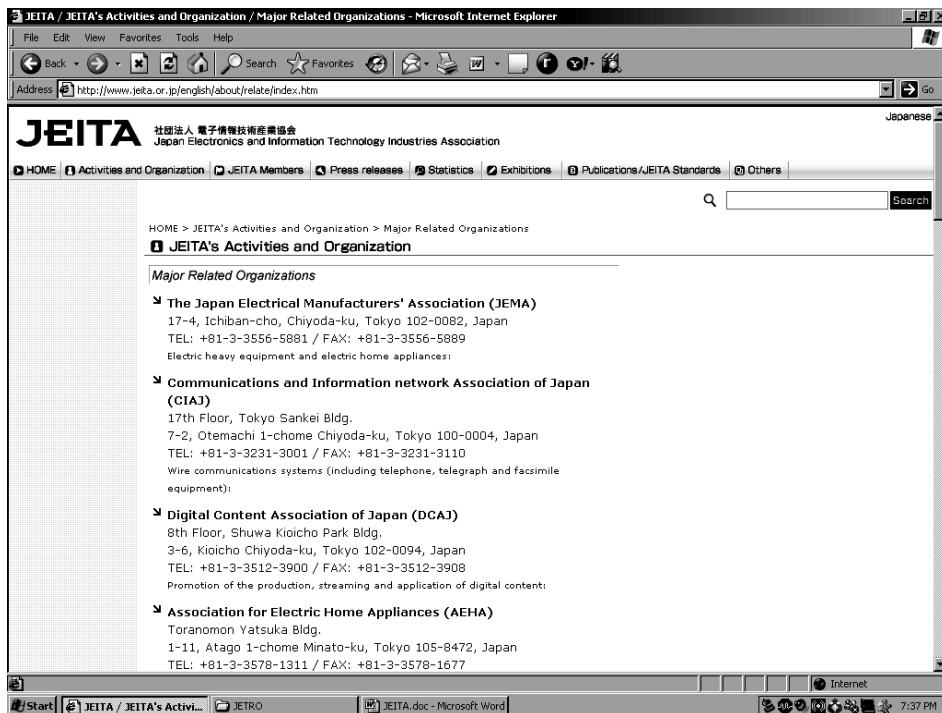 JEITA / JEITA's Activities and Organization / Major Related Organizations - Microsoft Internet Explorer
File Edit View Favorites Tools Help
Back Search Favorites
Address http://www.jeita.or.jp/english/about/relate/index.htm Go
Japanese
JEITA 社団法人 電子情報技術産業協会
Japan Electronics and Information Technology Industries Association
HOME Activities and Organization JEITA Members Press releases Statistics Exhibitions Publications/JEITA Standards Others
Search
HOME > JEITA's Activities and Organization > Major Related Organizations
JEITA's Activities and Organization
Major Related Organizations
The Japan Electrical Manufacturers' Association (JEMA)
17-4, Ichiban-cho, Chiyoda-ku, Tokyo 102-0082, Japan
TEL: +81-3-3556-5881 / FAX: +81-3-3556-5889
Electric heavy equipment and electric home appliances:
Communications and Information network Association of Japan
(CIAJ)
17th Floor, Tokyo Sankei Bldg.
7-2, Otemachi 1-chome Chiyoda-ku, Tokyo 100-0004, Japan
TEL: +81-3-3231-3001 / FAX: +81-3-3231-3110
Wire communications systems (including telephone, telegraph and facsimile
equipment):
Digital Content Association of Japan (DCAJ)
8th Floor, Shuwa Kioicho Park Bldg.
3-6, Kioicho Chiyoda-ku, Tokyo 102-0094, Japan
TEL: +81-3-3512-3900 / FAX: +81-3-3512-3908
Promotion of the production, streaming and application of digital content:
Association for Electric Home Appliances (AEHA)
Toranomon Yatsuka Bldg.
1-11, Atago 1-chome Minato-ku, Tokyo 105-8472, Japan
TEL: +81-3-3578-1311 / FAX: +81-3-3578-1677
Internet
Start JEITA / JEITA's Activi... JETRO JEITA.doc - Microsoft Word 7:37 PM